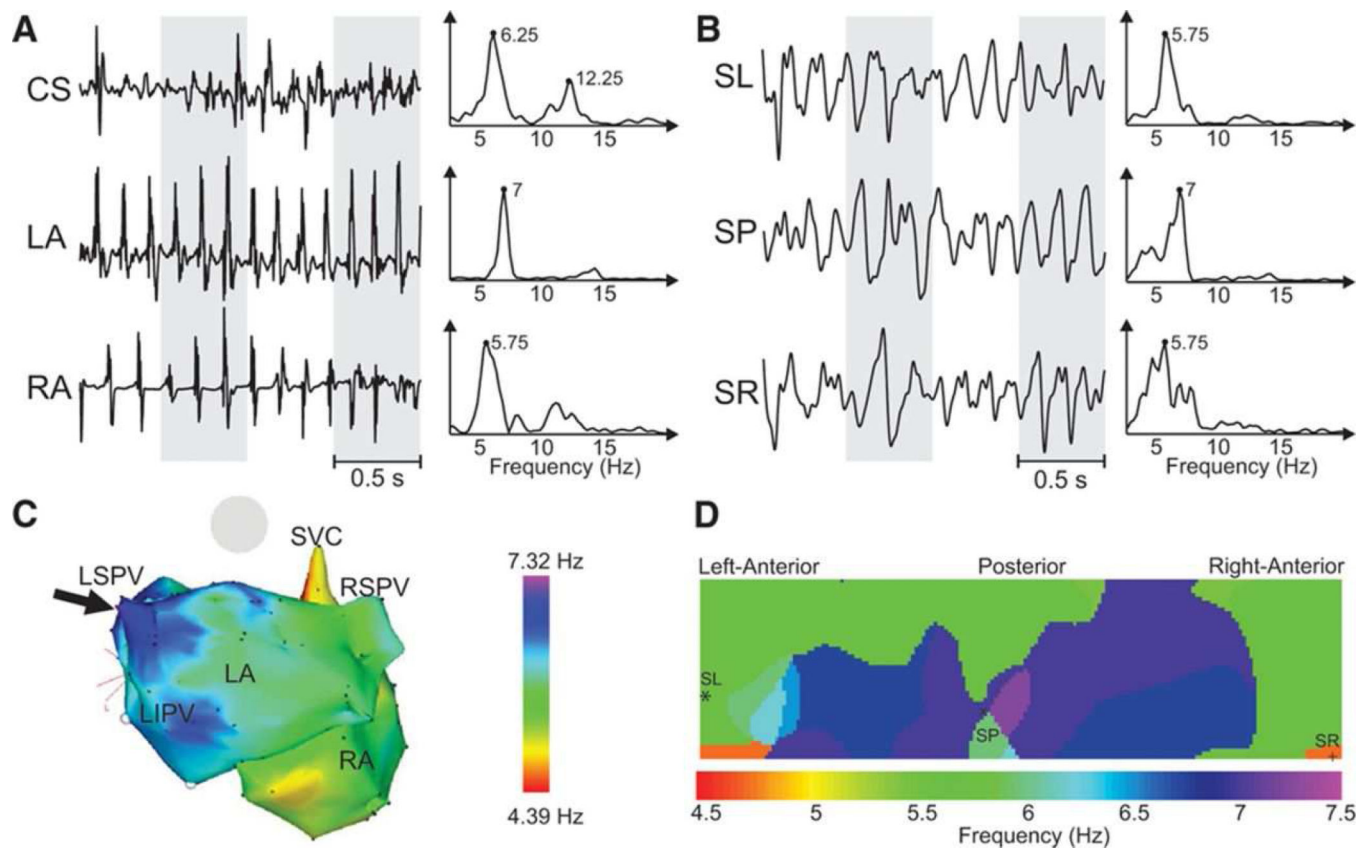 A
CS
6.25
12.25
5 10 15
LA
7
5 10 15
RA
5.75
5 10 15
0.5 s
Frequency (Hz)
B
SL
5.75
5 10 15
SP
7
5 10 15
SR
5.75
5 10 15
0.5 s
Frequency (Hz)
C
SVC
LSPV
RSPV
LA
LIPV
RA
7.32 Hz
4.39 Hz
D
Left-Anterior Posterior Right-Anterior
SL
*
SP
SR
+
4.5 5 5.5 6 6.5 7 7.5
Frequency (Hz)